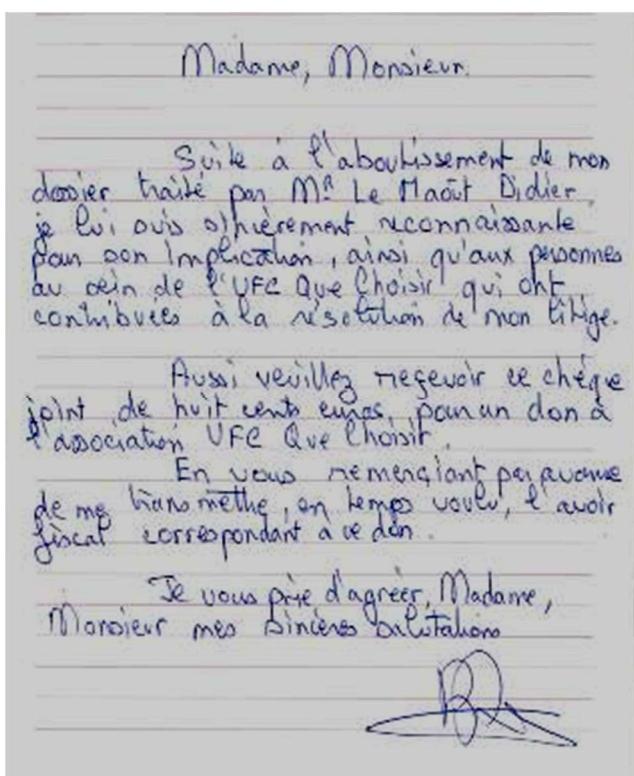 Madame, Monsieur.
Suite à l'aboutissement de mon
dossier traité par Mr Le Maoût Didier,
je lui suis sincèrement reconnaissante
pour son implication, ainsi qu'aux personnes
au sein de l'UFC Que Choisir qui ont
contribuées à la résolution de mon litige.
Aussi veuillez recevoir ce chèque
joint, de huit cents euros, pour un don à
l'association UFC Que Choisir.
En vous remerciant par avance
de me transmettre, en temps voulu, l'avoir
fiscal correspondant à ce don.
Je vous prie d'agréer, Madame,
Monsieur mes sincères salutations